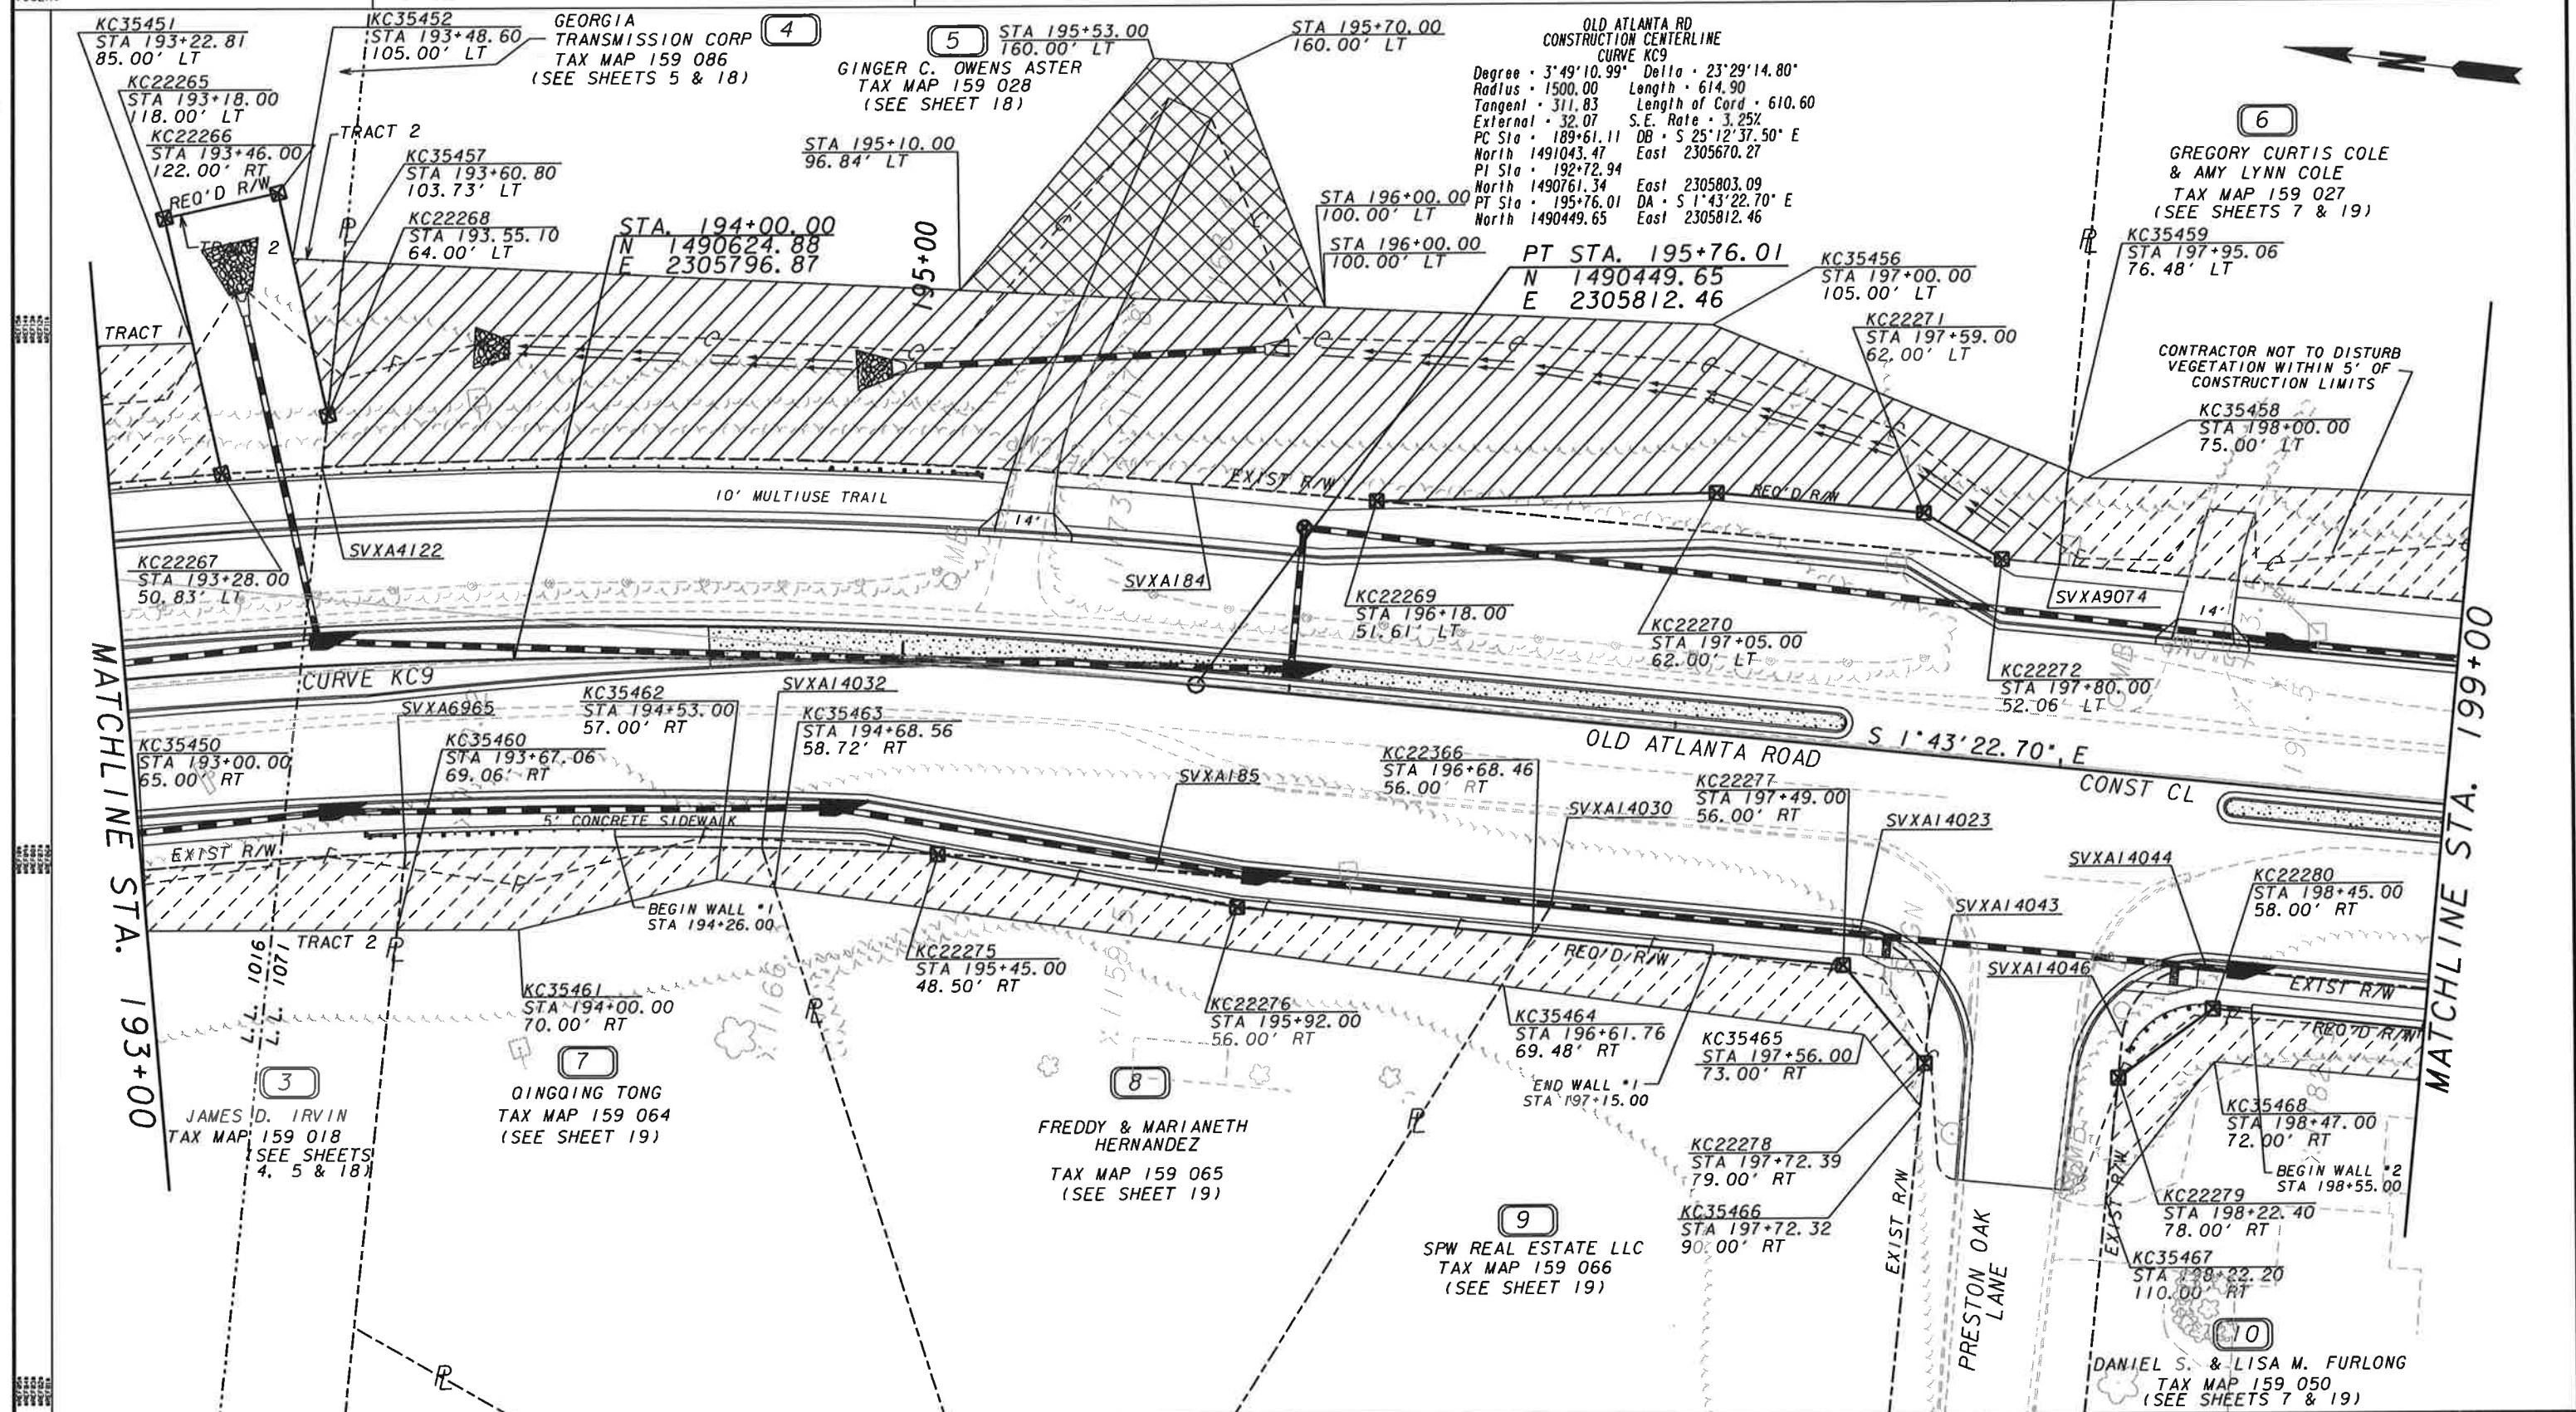 KC35451
STA 193+22.81
85.00' LT
KC35452
STA 193+48.60
105.00' LT
GEORGIA
TRANSMISSION CORP
TAX MAP 159 086
(SEE SHEETS 5 & 18)
4
5
GINGER C. OWENS ASTER
TAX MAP 159 028
(SEE SHEET 18)
STA 195+53.00
160.00' LT
STA 195+70.00
160.00' LT
OLD ATLANTA RD
CONSTRUCTION CENTERLINE
CURVE KC9
Degree • 3°49'10.99" Delta • 23°29'14.80"
Radius • 1500.00 Length • 614.90
Tangent • 311.83 Length of Cord • 610.60
External • 32.07 S.E. Rate • 3.25%
PC Sta • 189+61.11 DB • S 25°12'37.50" E
North 1491043.47 East 2305670.27
PI Sta • 192+72.94
North 1490761.34 East 2305803.09
PT Sta • 195+76.01 DA • S 1°43'22.70" E
North 1490449.65 East 2305812.46
N
6
GREGORY CURTIS COLE
& AMY LYNN COLE
TAX MAP 159 027
(SEE SHEETS 7 & 19)
KC22265
STA 193+18.00
118.00' LT
KC22266
STA 193+46.00
122.00' RT
REQ'D R/W
TRACT 2
TRACT 2
KC35457
STA 193+60.80
103.73' LT
KC22268
STA 193.55.10
64.00' LT
STA. 194+00.00
N 1490624.88
E 2305796.87
STA 195+10.00
96.84' LT
195+00
STA 196+00.00
100.00' LT
STA 196+00.00
100.00' LT
PT STA. 195+76.01
N 1490449.65
E 2305812.46
KC35456
STA 197+00.00
105.00' LT
KC22271
STA 197+59.00
62.00' LT
KC35459
STA 197+95.06
76.48' LT
CONTRACTOR NOT TO DISTURB
VEGETATION WITHIN 5' OF
CONSTRUCTION LIMITS
KC35458
STA 198+00.00
75.00' LT
TRACT 1
10' MULTIUSE TRAIL
EXIST R/W
REQ'D R/W
14'
14'
KC22267
STA 193+28.00
50.83' LT
SVXA4122
SVXA184
KC22269
STA 196+18.00
51.61' LT
KC22270
STA 197+05.00
62.00' LT
SVXA9074
KC22272
STA 197+80.00
52.06' LT
MATCHLINE STA. 193+00
CURVE KC9
SVXA6965
KC35450
STA 193+00.00
65.00' RT
KC35460
STA 193+67.06
69.06' RT
KC35462
STA 194+53.00
57.00' RT
SVXA14032
KC35463
STA 194+68.56
58.72' RT
SVXA185
OLD ATLANTA ROAD
S 1°43'22.70" E
CONST CL
MATCHLINE STA. 199+00
KC22366
STA 196+68.46
56.00' RT
KC22277
STA 197+49.00
56.00' RT
SVXA14030
SVXA14023
SVXA14044
KC22280
STA 198+45.00
58.00' RT
5' CONCRETE SIDEWALK
EXIST R/W
BEGIN WALL #1
STA 194+26.00
TRACT 2
L.L. 1016
L.L. 1071
KC35461
STA 194+00.00
70.00' RT
KC22275
STA 195+45.00
48.50' RT
KC22276
STA 195+92.00
56.00' RT
REQ'D R/W
KC35464
STA 196+61.76
69.48' RT
END WALL #1
STA 197+15.00
KC35465
STA 197+56.00
73.00' RT
SVXA14043
SVXA14046
EXIST R/W
REQ'D R/W
3
JAMES D. IRVIN
TAX MAP 159 018
(SEE SHEETS
4, 5 & 18)
7
QINGQING TONG
TAX MAP 159 064
(SEE SHEET 19)
8
FREDDY & MARIANETH
HERNANDEZ
TAX MAP 159 065
(SEE SHEET 19)
9
SPW REAL ESTATE LLC
TAX MAP 159 066
(SEE SHEET 19)
KC22278
STA 197+72.39
79.00' RT
KC35466
STA 197+72.32
90.00' RT
EXIST R/W
PRESTON OAK
LANE
EXIST R/W
KC35468
STA 198+47.00
72.00' RT
BEGIN WALL #2
STA 198+55.00
KC22279
STA 198+22.40
78.00' RT
KC35467
STA 198+22.20
110.00' RT
10
DANIEL S. & LISA M. FURLONG
TAX MAP 159 050
(SEE SHEETS 7 & 19)